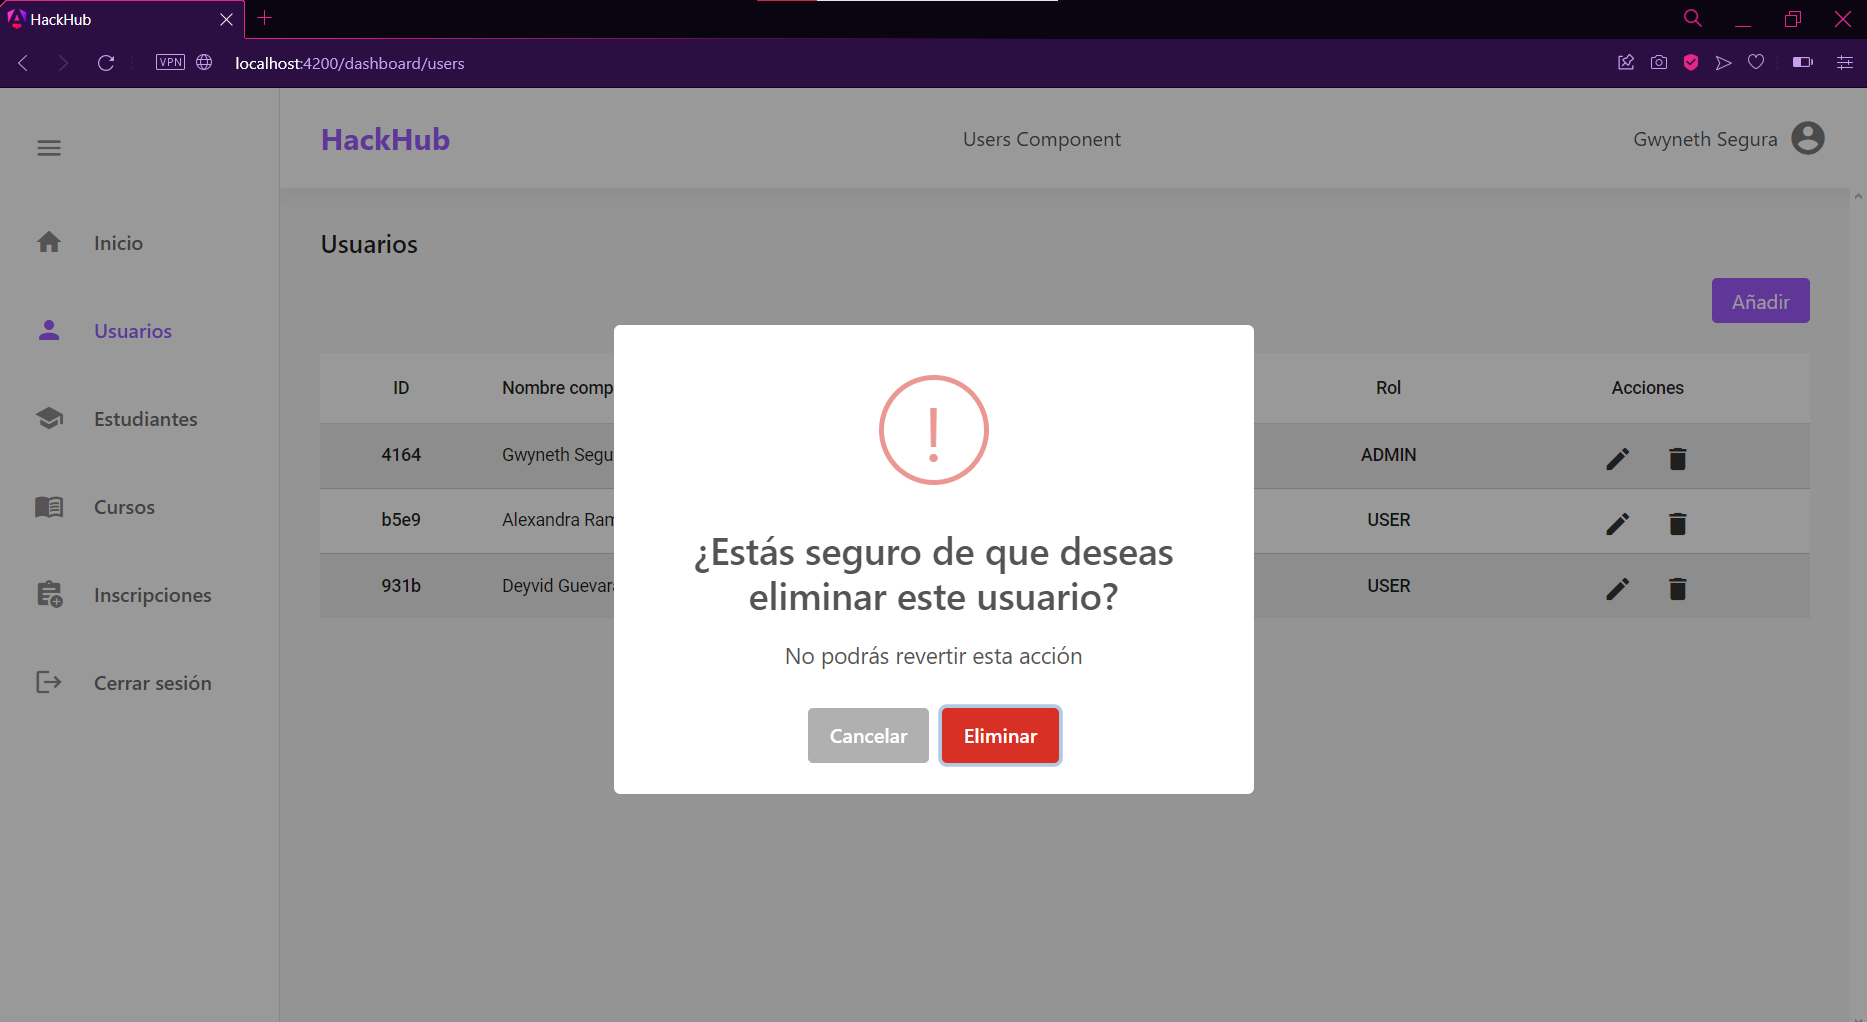 HackHub
VPN
localhost:4200/dashboard/users
HackHub
Users Component
Gwyneth Segura
Inicio
Usuarios
Estudiantes
Cursos
Inscripciones
Cerrar sesión
Usuarios
Añadir
ID Nombre comp Rol Acciones
4164 Gwyneth Segu ADMIN
b5e9 Alexandra Ram USER
931b Deyvid Guevara USER
!
¿Estás seguro de que deseas
eliminar este usuario?
No podrás revertir esta acción
Cancelar Eliminar